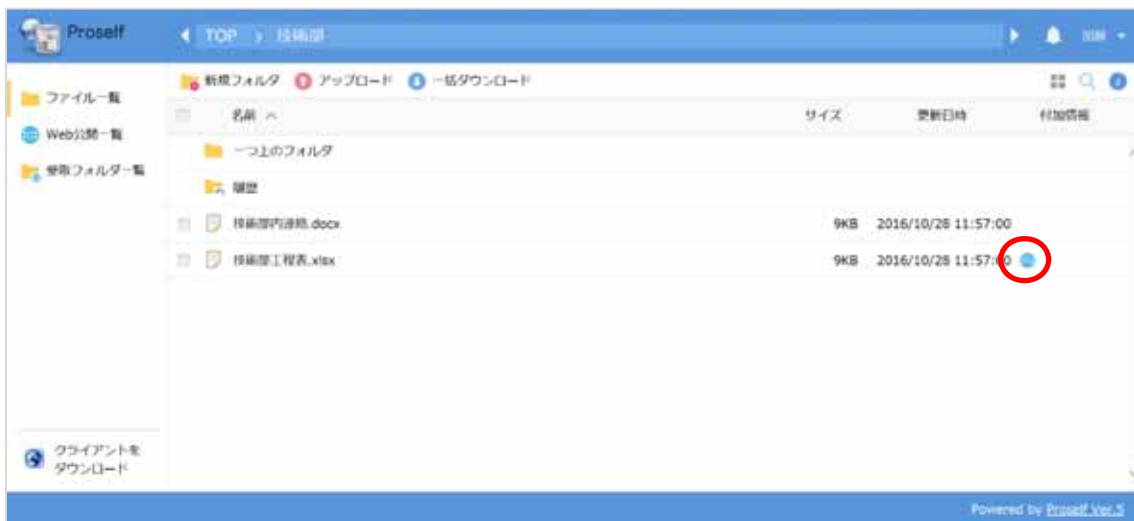 Proself
TOP 技術部
新規フォルダ アップロード 一括ダウンロード
ファイル一覧
Web公開一覧
受取フォルダ一覧
名前 サイズ 更新日時 付加情報
一つ上のフォルダ
履歴
技術部内連絡.docx 9KB 2016/10/28 11:57:00
技術部工程表.xlsx 9KB 2016/10/28 11:57:00
クライアントを
ダウンロード
Powered by Proself Ver.5